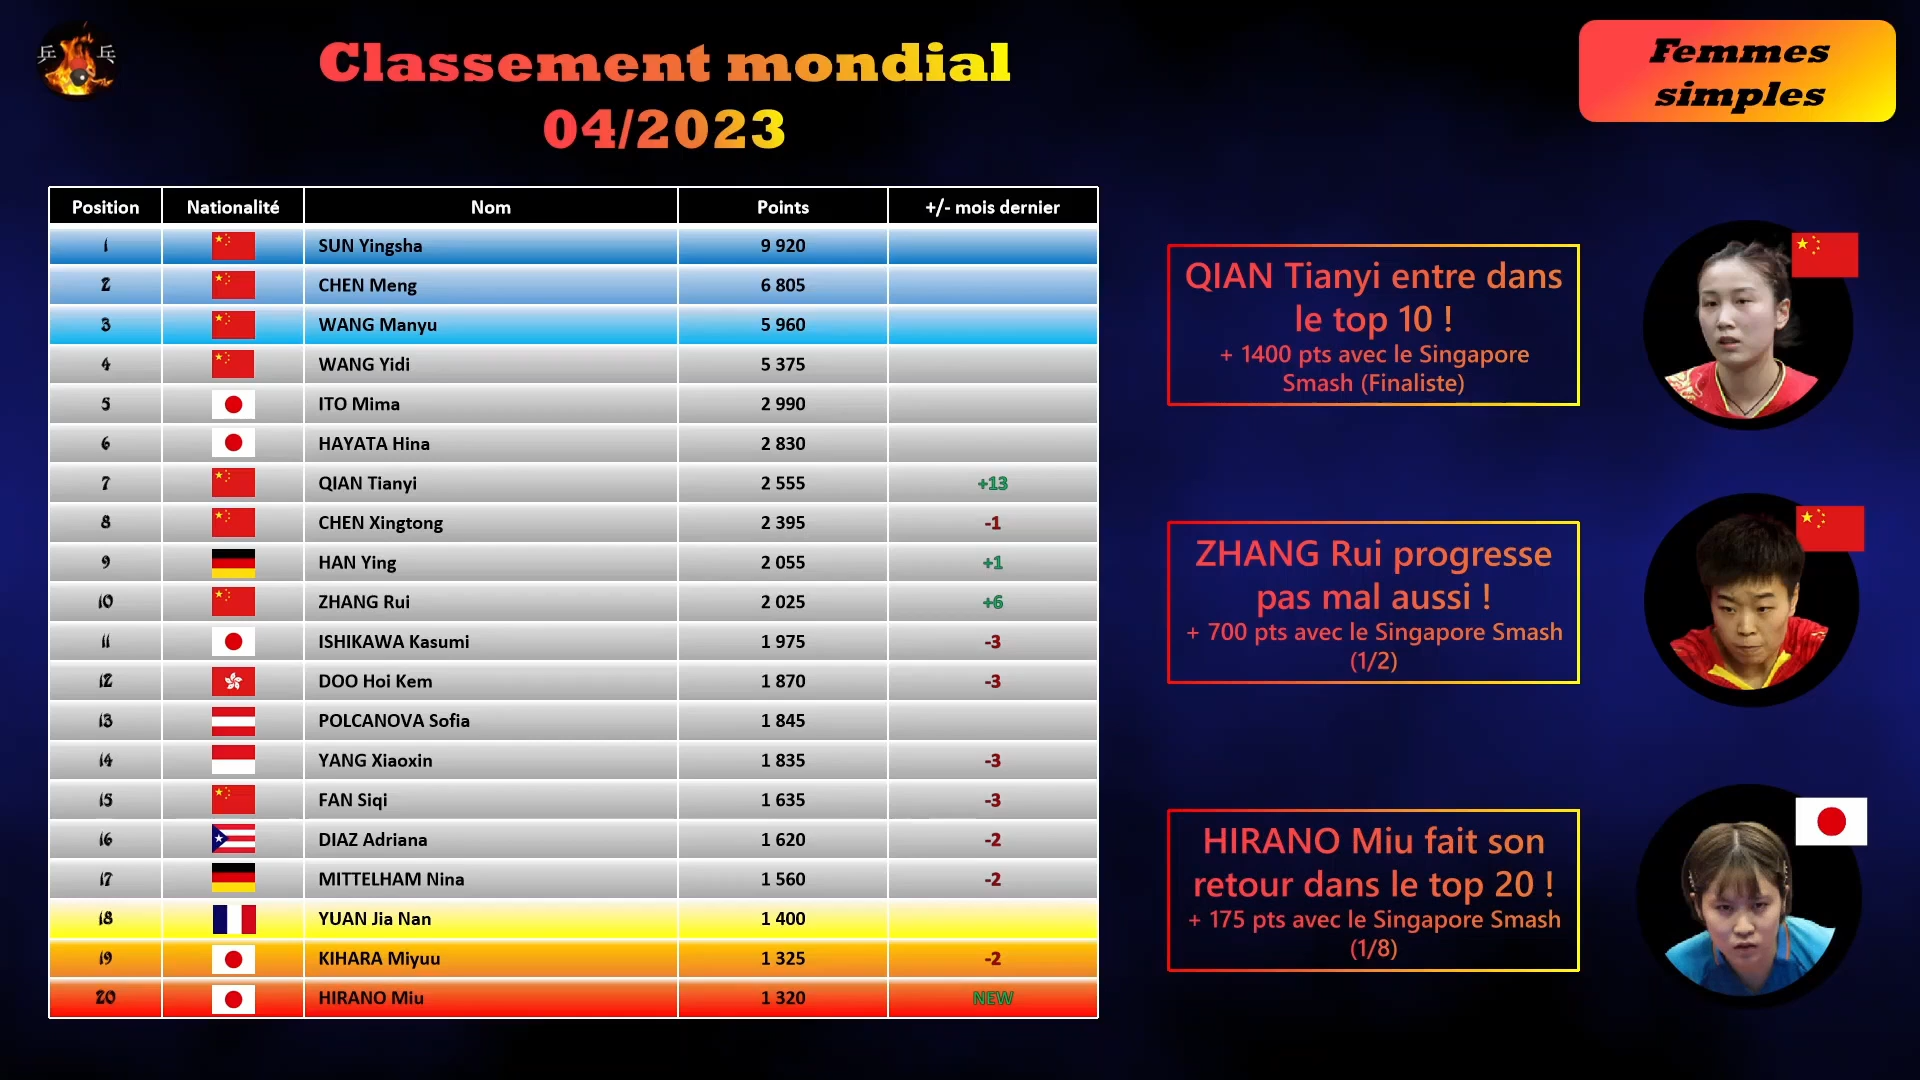 乒 乓
Classement mondial
04/2023
Femmes
simples
Position Nationalité Nom Points +/- mois dernier
1 SUN Yingsha 9 920
2 CHEN Meng 6 805
3 WANG Manyu 5 960
4 WANG Yidi 5 375
5 ITO Mima 2 990
6 HAYATA Hina 2 830
7 QIAN Tianyi 2 555 +13
8 CHEN Xingtong 2 395 -1
9 HAN Ying 2 055 +1
10 ZHANG Rui 2 025 +6
11 ISHIKAWA Kasumi 1 975 -3
12 DOO Hoi Kem 1 870 -3
13 POLCANOVA Sofia 1 845
14 YANG Xiaoxin 1 835 -3
15 FAN Siqi 1 635 -3
16 DIAZ Adriana 1 620 -2
17 MITTELHAM Nina 1 560 -2
18 YUAN Jia Nan 1 400
19 KIHARA Miyuu 1 325 -2
20 HIRANO Miu 1 320 NEW
QIAN Tianyi entre dans
le top 10 !
+ 1400 pts avec le Singapore
Smash (Finaliste)
ZHANG Rui progresse
pas mal aussi !
+ 700 pts avec le Singapore Smash
(1/2)
HIRANO Miu fait son
retour dans le top 20 !
+ 175 pts avec le Singapore Smash
(1/8)